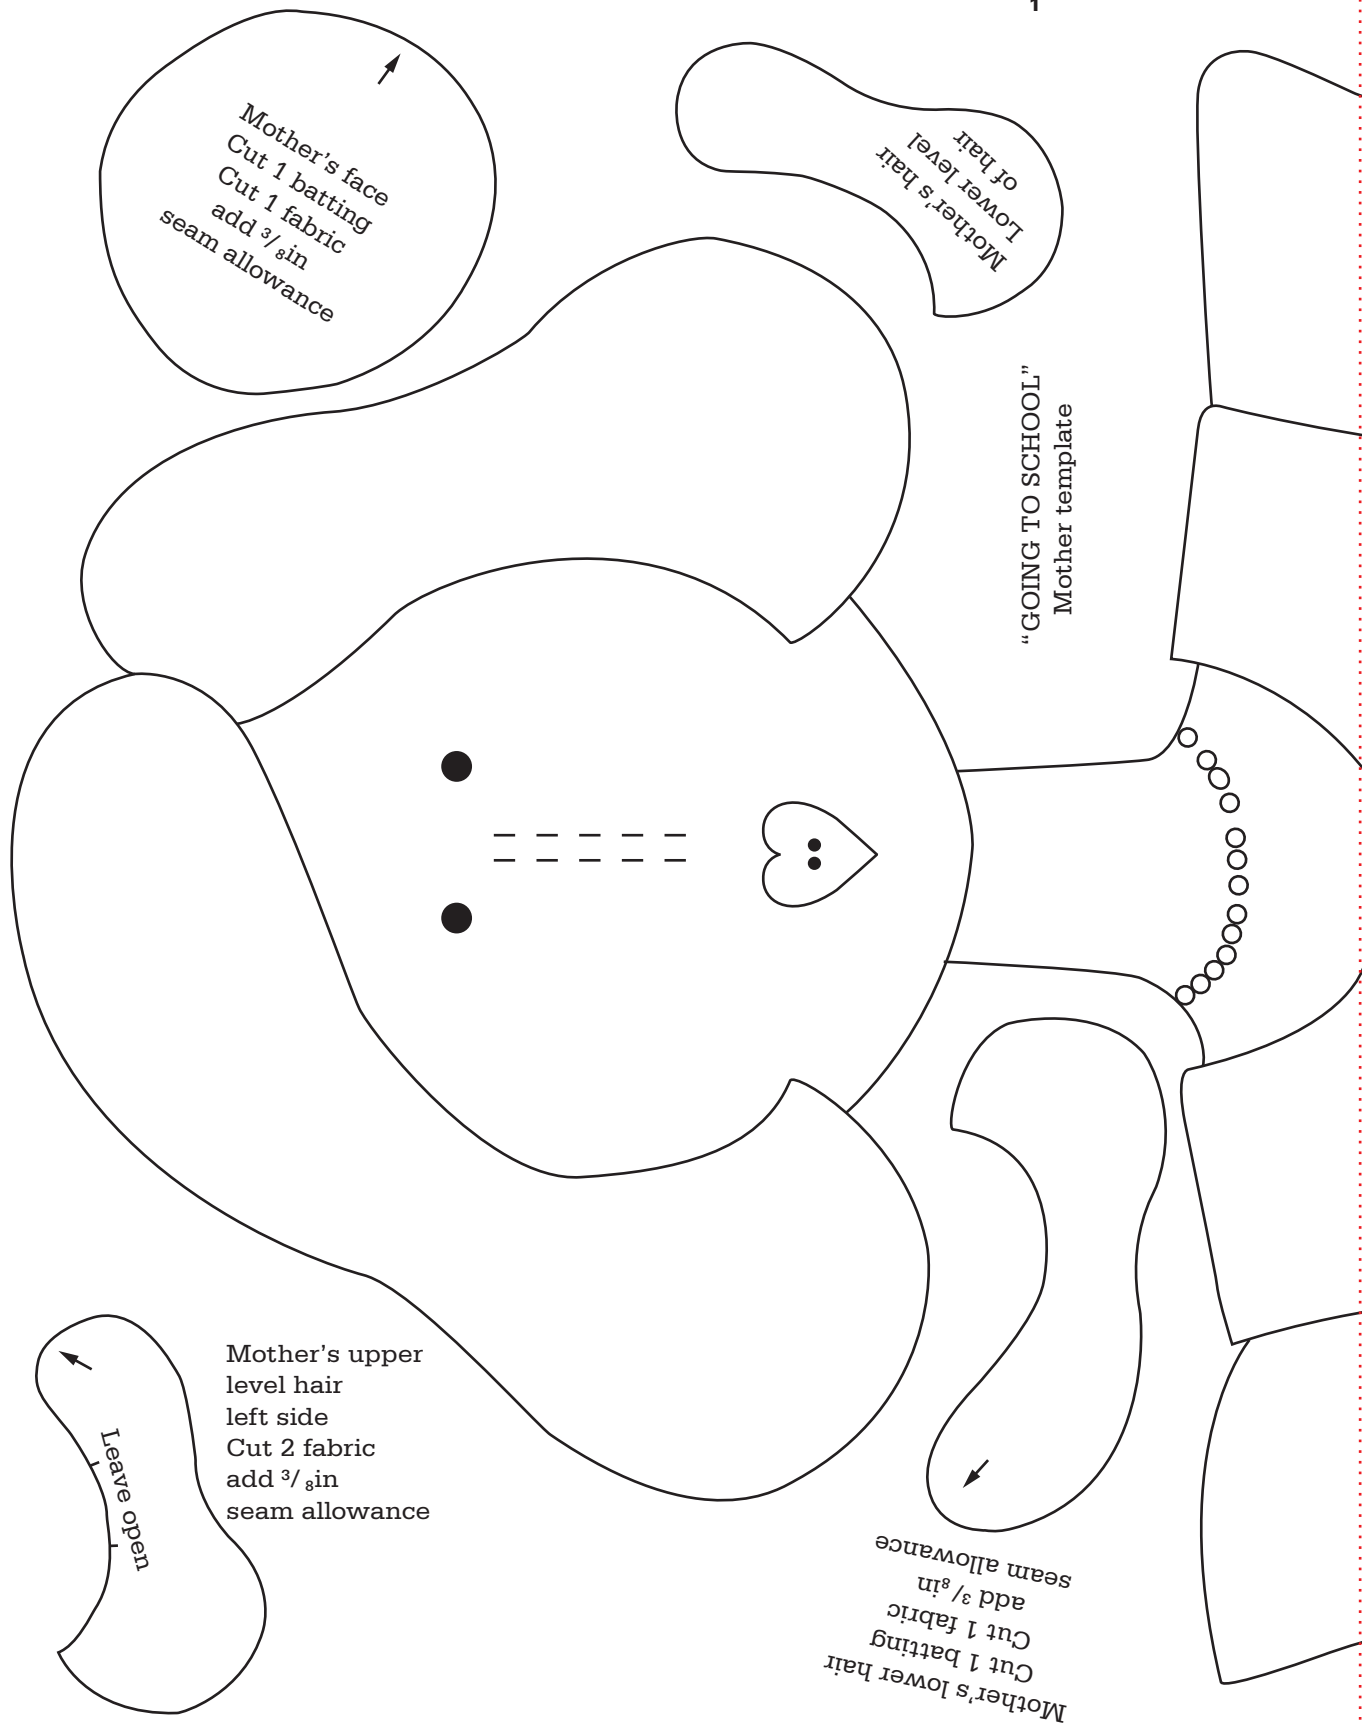 1
Mother's face
Cut 1 batting
Cut 1 fabric
add 3/8in
seam allowance
Mother's hair
Lower level
of hair
"GOING TO SCHOOL"
Mother template
Mother's upper
level hair
left side
Cut 2 fabric
add 3/8in
seam allowance
Leave open
Mother's lower hair
Cut 1 batting
Cut 1 fabric
add 3/8in
seam allowance